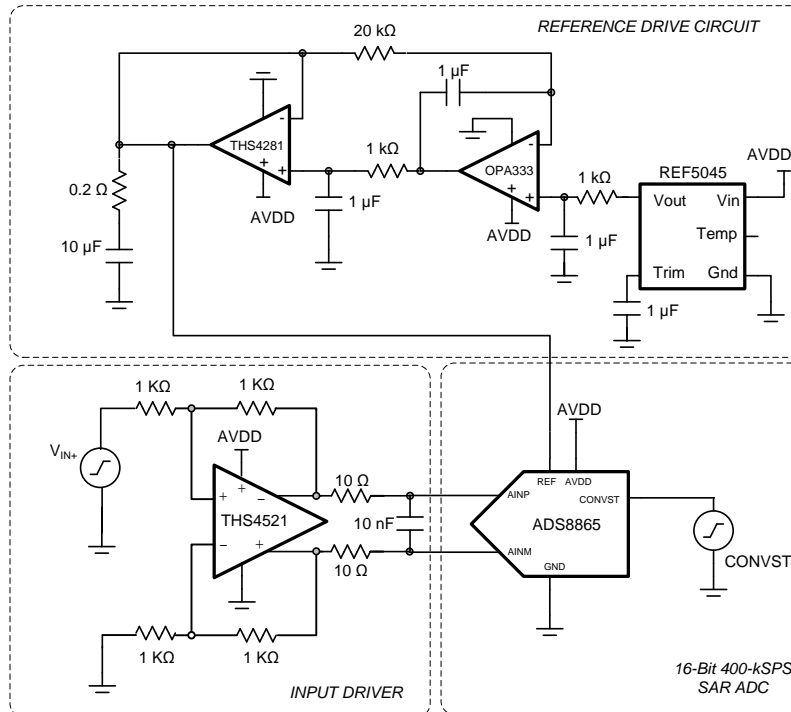 REFERENCE DRIVE CIRCUIT
20 kΩ
1 µF
-
THS4281
+
+
AVDD
1 kΩ
1 µF
-
OPA333
+
+
AVDD
1 kΩ
1 µF
REF5045
AVDD
Vout
Vin
Temp
Trim
Gnd
1 µF
0.2 Ω
10 µF
1 KΩ
1 KΩ
AVDD
VIN+
+
+
−
THS4521
−
+
10 Ω
10 nF
10 Ω
1 KΩ
1 KΩ
INPUT DRIVER
AVDD
REF
AVDD
CONVST
AINP
ADS8865
AINM
GND
CONVST
16-Bit 400-kSPS
SAR ADC